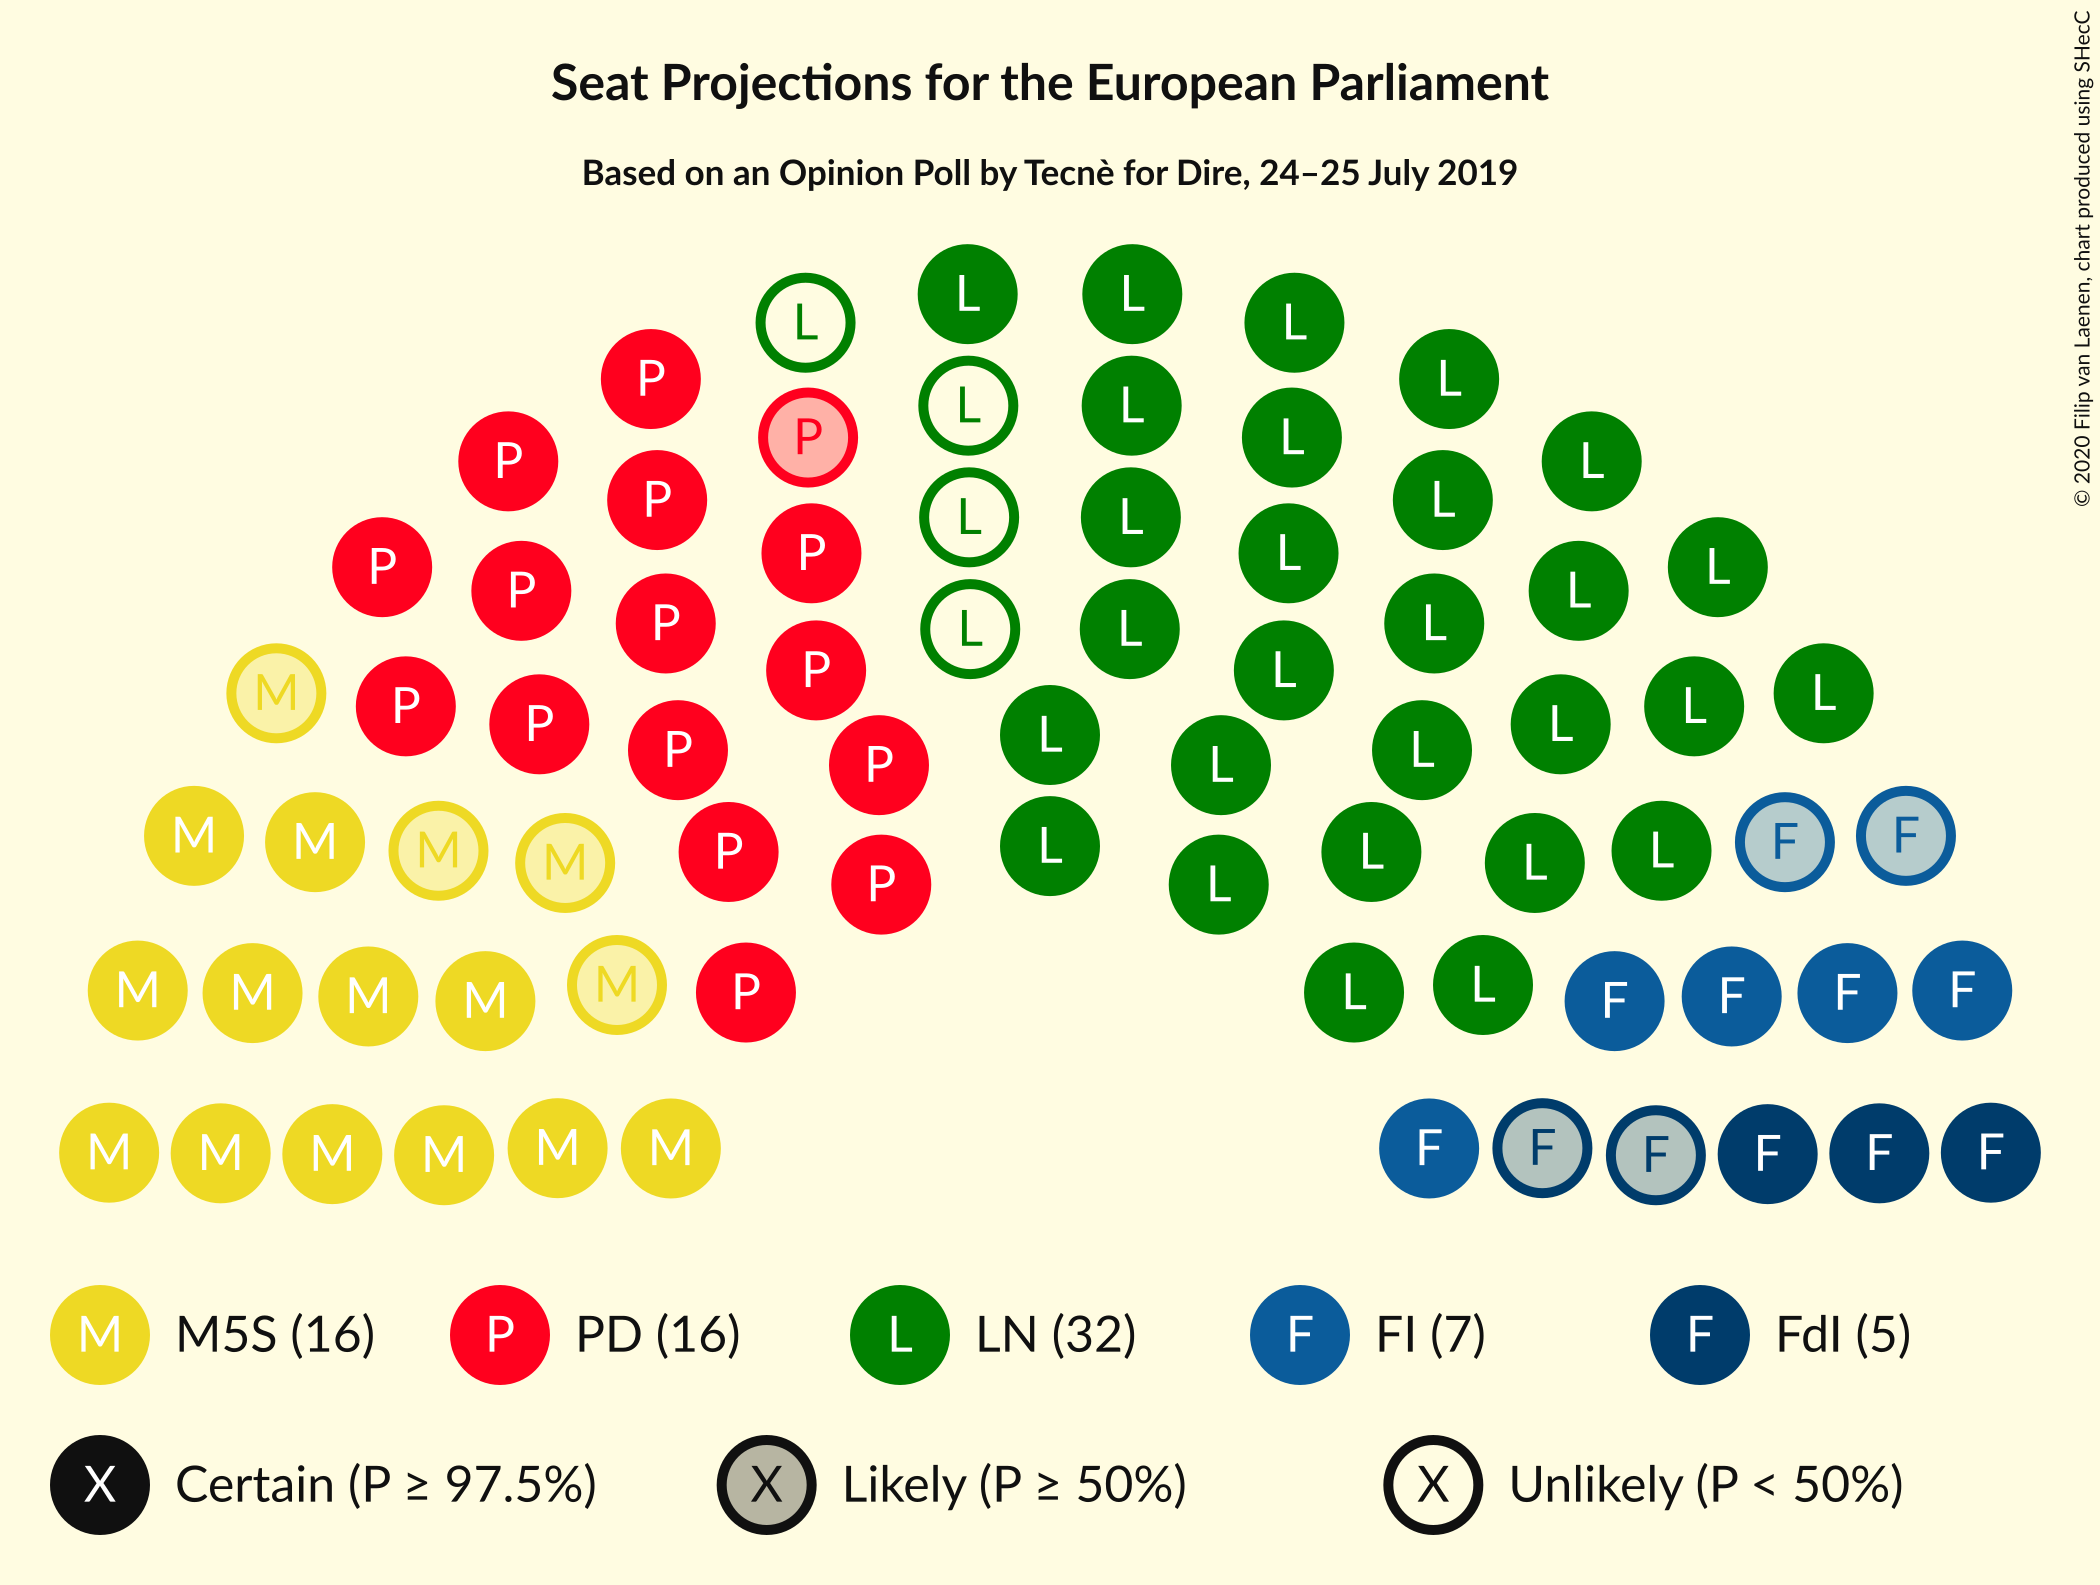 Seat Projections for the European Parliament
Based on an Opinion Poll by Tecnè for Dire, 24–25 July 2019
© 2020 Filip van Laenen, chart produced using SHecC
L L L L
P L
P L L L
P P L L
P L L L
P P L L
P L L
P P L L
M P L L
P P L L
P P L L
P L P L
M M F F
M M P L L L
P L
M M M M M P L L F F F F
M M M M M M F F F F F F
M M5S (16) P PD (16) L LN (32) F FI (7) F FdI (5)
X Certain (P ≥ 97.5%) X Likely (P ≥ 50%) X Unlikely (P < 50%)